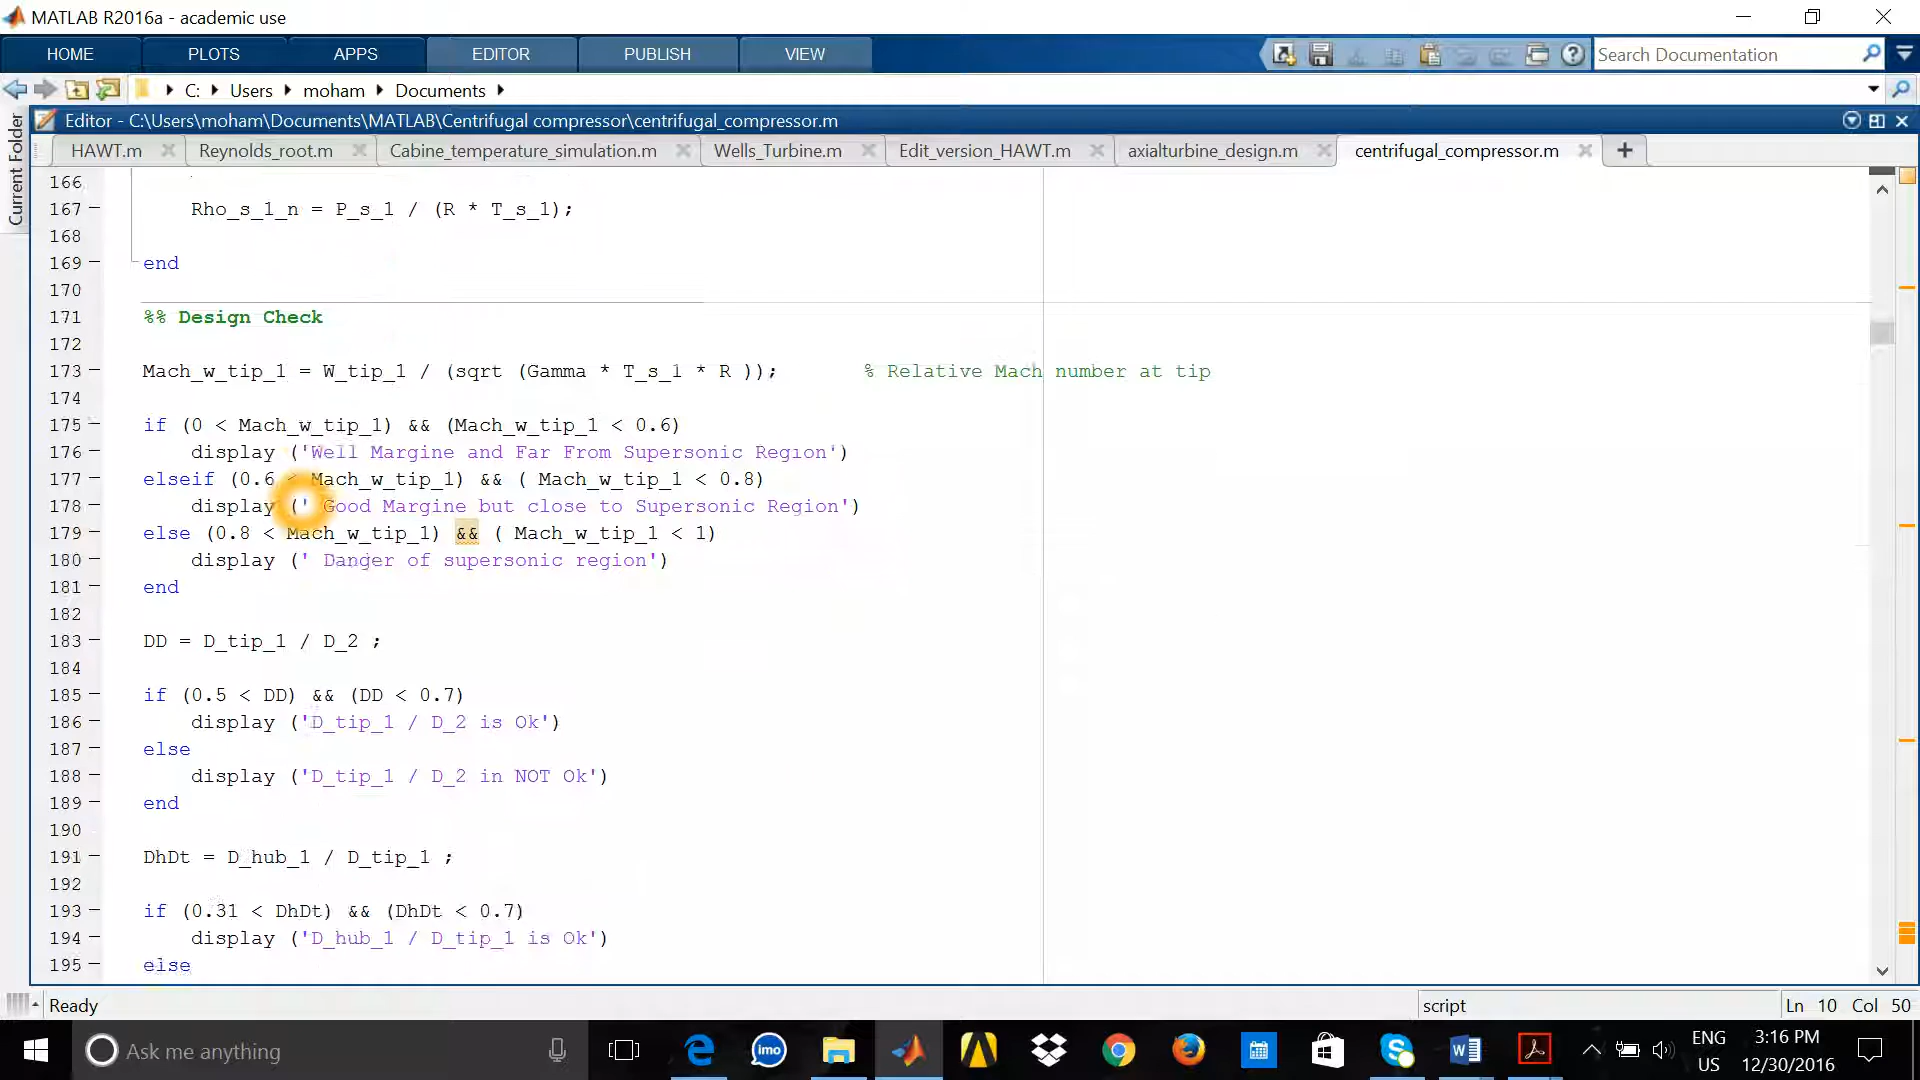 MATLAB R2016a - academic use
HOME PLOTS APPS EDITOR PUBLISH VIEW Search Documentation
C: Users moham Documents
Current Folder
Editor - C:\Users\moham\Documents\MATLAB\Centrifugal compressor\centrifugal_compressor.m
HAWT.m Reynolds_root.m Cabine_temperature_simulation.m Wells_Turbine.m Edit_version_HAWT.m axialturbine_design.m centrifugal_compressor.m
166
167 Rho_s_1_n = P_s_1 / (R * T_s_1);
168
169 end
170
171 %% Design Check
172
173 Mach_w_tip_1 = W_tip_1 / (sqrt (Gamma * T_s_1 * R )); % Relative Mach number at tip
174
175 if (0 < Mach_w_tip_1) && (Mach_w_tip_1 < 0.6)
176 display ('Well Margine and Far From Supersonic Region')
177 elseif (0.6 < Mach_w_tip_1) && ( Mach_w_tip_1 < 0.8)
178 display (' Good Margine but close to Supersonic Region')
179 else (0.8 < Mach_w_tip_1) && ( Mach_w_tip_1 < 1)
180 display (' Danger of supersonic region')
181 end
182
183 DD = D_tip_1 / D_2 ;
184
185 if (0.5 < DD) && (DD < 0.7)
186 display ('D_tip_1 / D_2 is Ok')
187 else
188 display ('D_tip_1 / D_2 in NOT Ok')
189 end
190
191 DhDt = D_hub_1 / D_tip_1 ;
192
193 if (0.31 < DhDt) && (DhDt < 0.7)
194 display ('D_hub_1 / D_tip_1 is Ok')
195 else
Ready script Ln 10 Col 50
Ask me anything imo ENG US 3:16 PM 12/30/2016